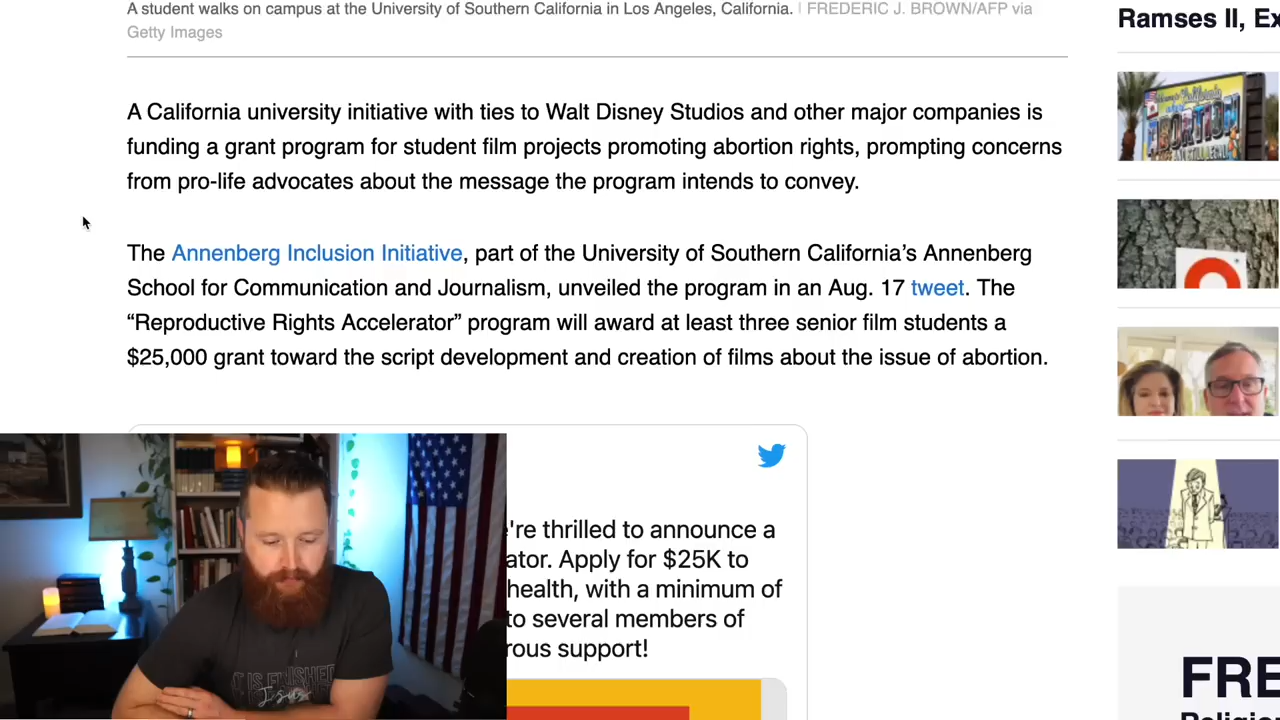 A student walks on campus at the University of Southern California in Los Angeles, California. | FREDERIC J. BROWN/AFP via
Getty Images
A California university initiative with ties to Walt Disney Studios and other major companies is
funding a grant program for student film projects promoting abortion rights, prompting concerns
from pro-life advocates about the message the program intends to convey.
The Annenberg Inclusion Initiative, part of the University of Southern California’s Annenberg
School for Communication and Journalism, unveiled the program in an Aug. 17 tweet. The
“Reproductive Rights Accelerator” program will award at least three senior film students a
$25,000 grant toward the script development and creation of films about the issue of abortion.
're thrilled to announce a
ator. Apply for $25K to
health, with a minimum of
to several members of
rous support!
IT IS FINISHED
Jesus
Ramses II, Ex
ABORTION
FRE